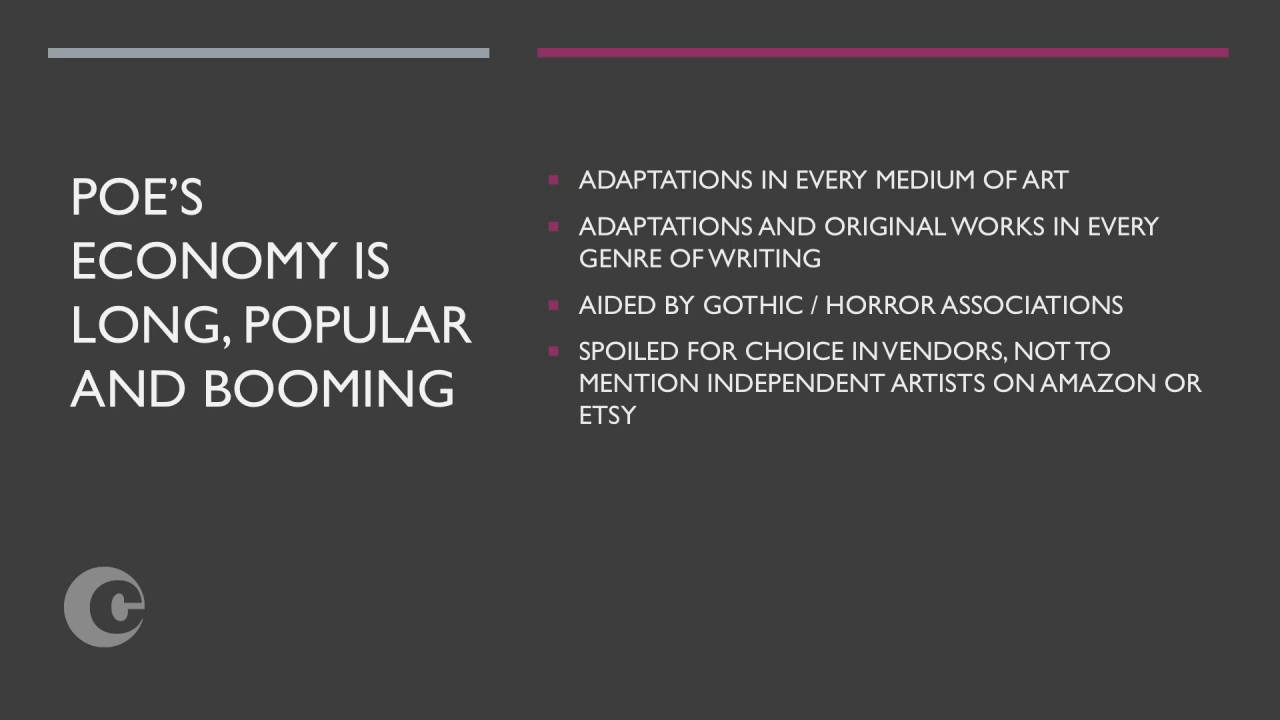 POE’S
ECONOMY IS
LONG, POPULAR
AND BOOMING
ADAPTATIONS IN EVERY MEDIUM OF ART
ADAPTATIONS AND ORIGINAL WORKS IN EVERY
GENRE OF WRITING
AIDED BY GOTHIC / HORROR ASSOCIATIONS
SPOILED FOR CHOICE IN VENDORS, NOT TO
MENTION INDEPENDENT ARTISTS ON AMAZON OR
ETSY